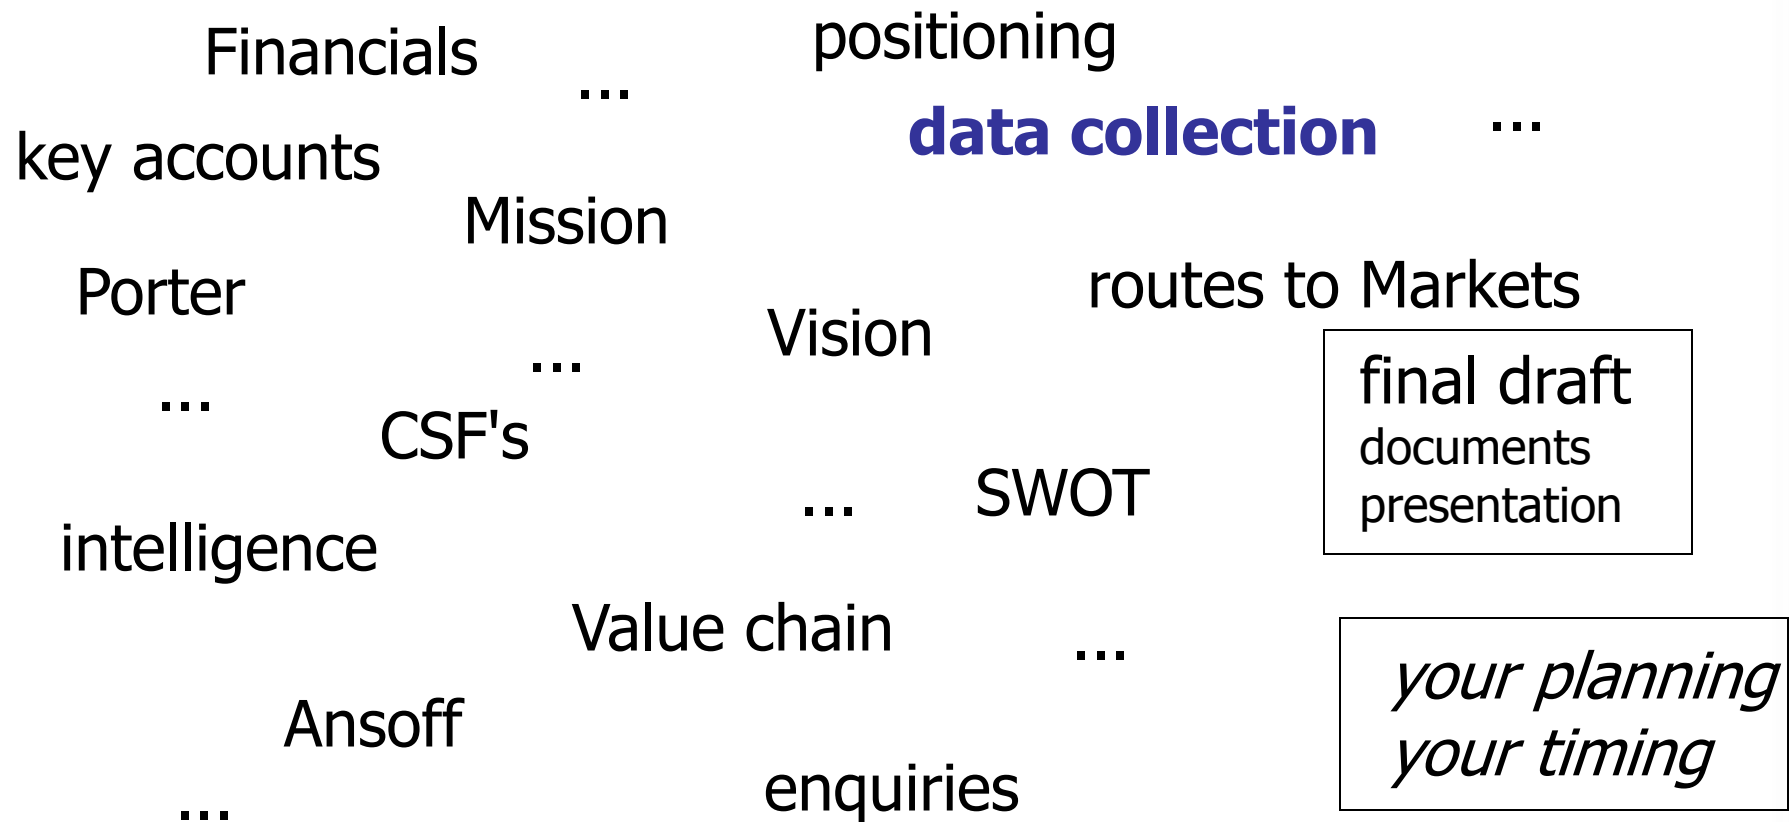 Financials
positioning
...
data collection
...
key accounts
Mission
Porter
routes to Markets
Vision
...
...
final draft
documents
presentation
CSF's
SWOT
...
intelligence
Value chain
...
your planning
your timing
Ansoff
enquiries
...